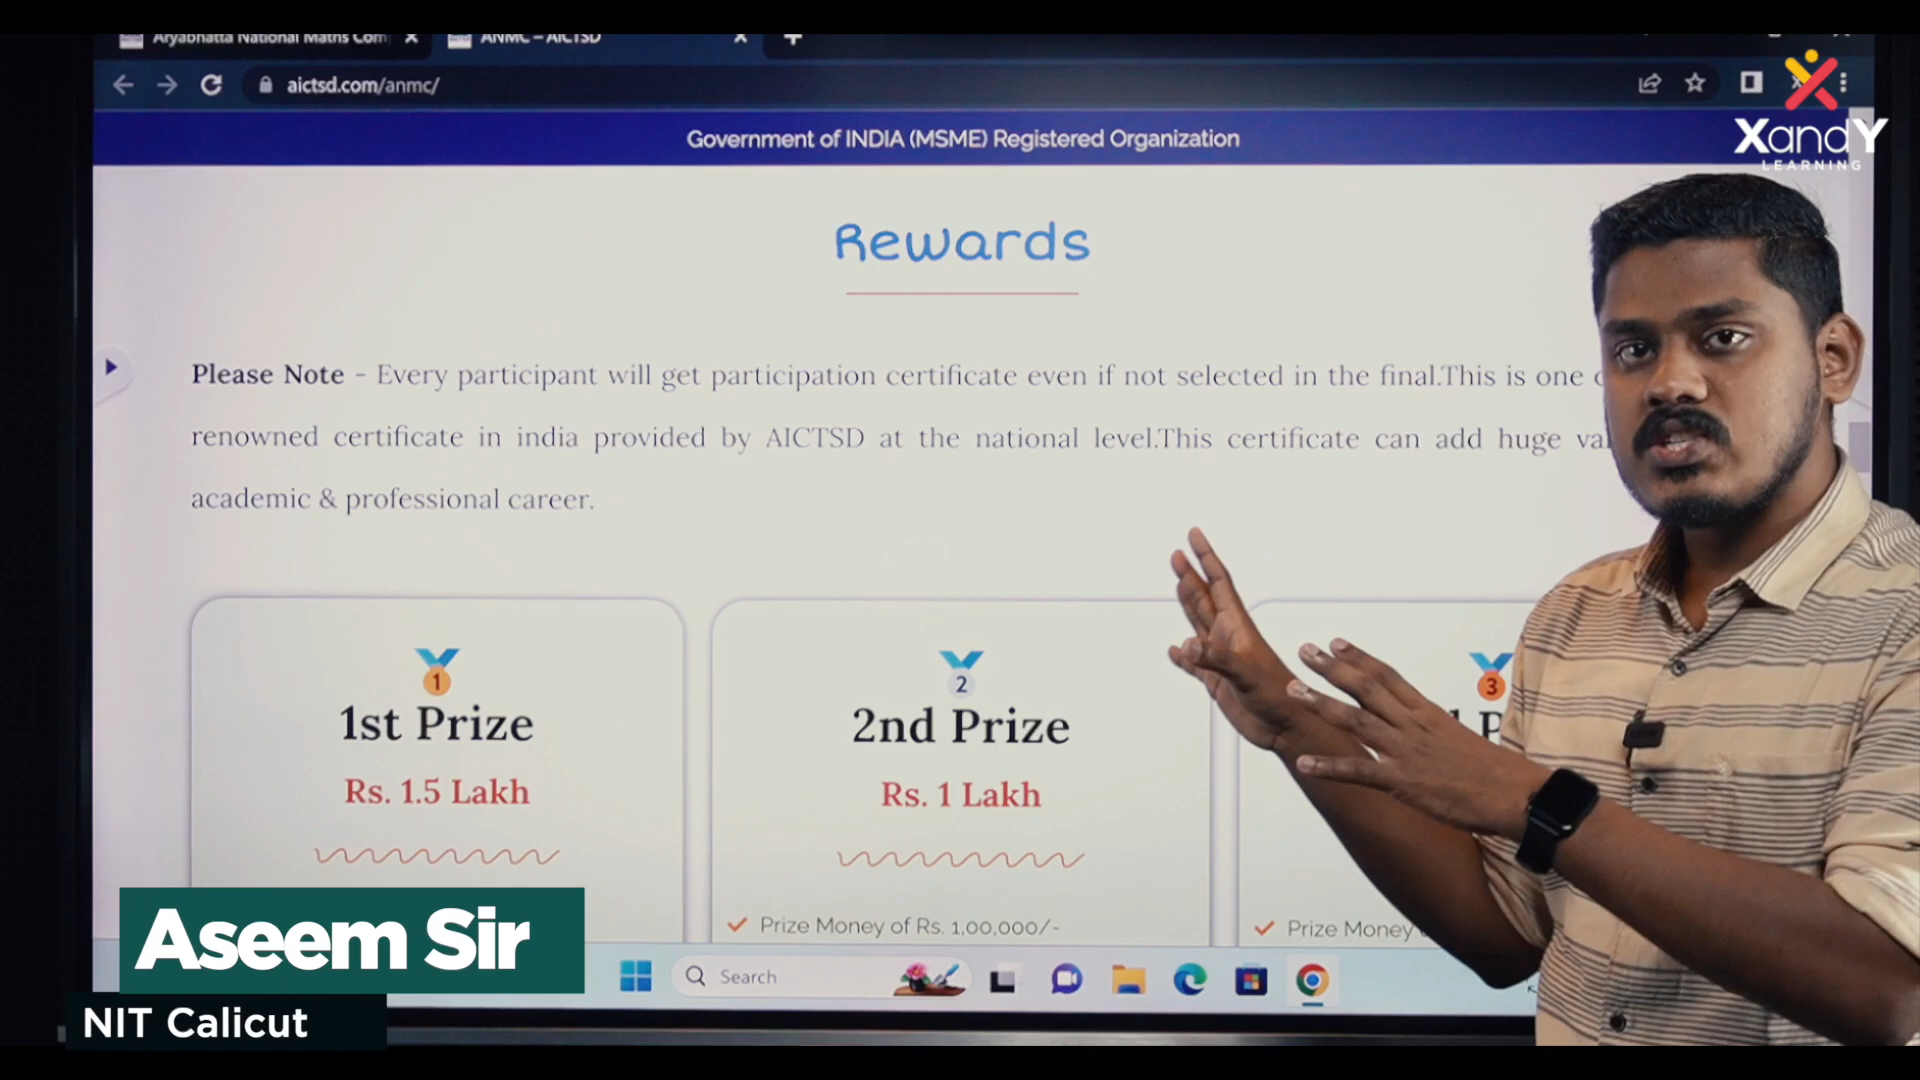 Aryabhatta National Maths Com
ANMC – AICTSD
aictsd.com/anmc/
XandY
LEARNING
Government of INDIA (MSME) Registered Organization
Rewards
Please Note - Every participant will get participation certificate even if not selected in the final.This is one
renowned certificate in india provided by AICTSD at the national level.This certificate can add huge
academic & professional career.
1
1st Prize
Rs. 1.5 Lakh
2
2nd Prize
Rs. 1 Lakh
Prize Money of Rs. 1,00,000/-
3
Prize Money
Search
Aseem Sir
NIT Calicut